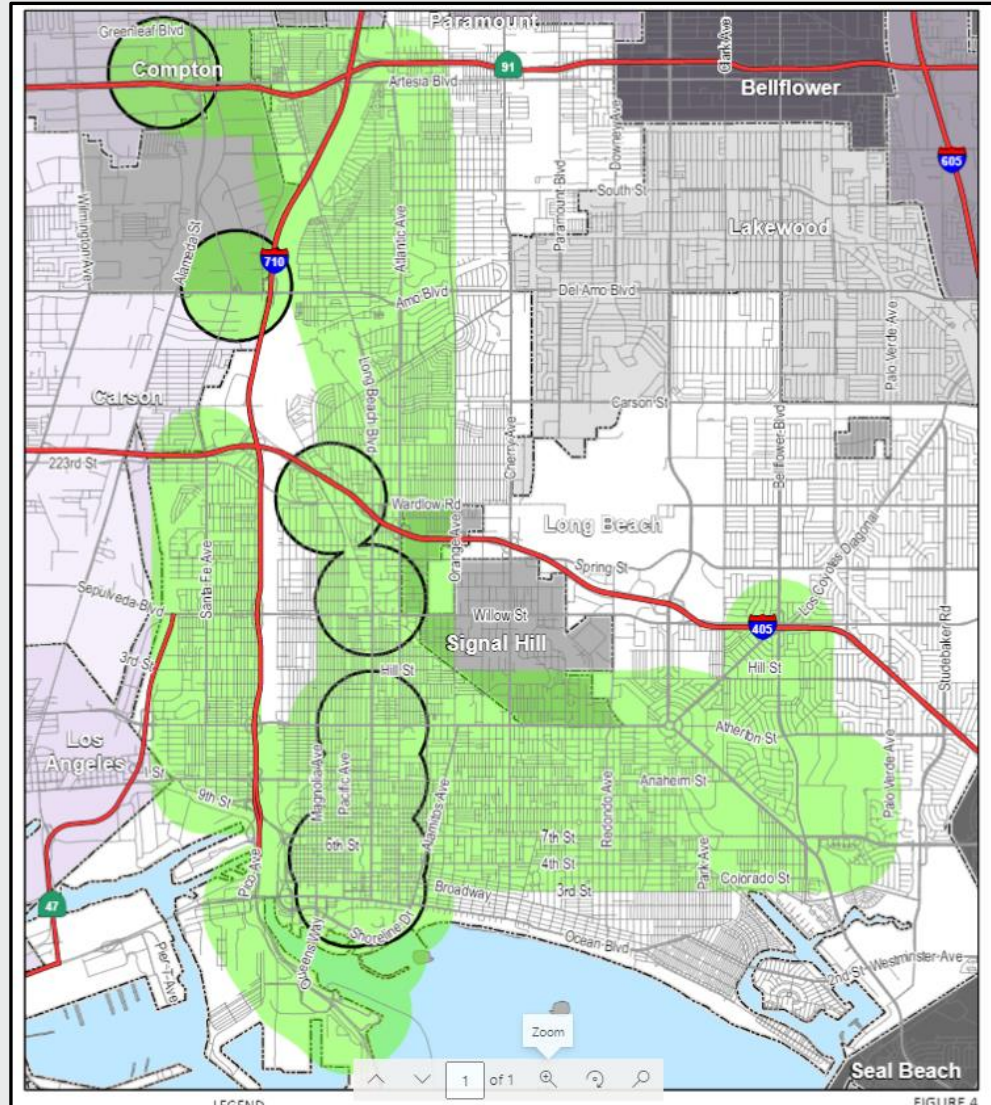 Paramount
Greenleaf Blvd
Compton
91
Clark Ave
Artesia Blvd
Bellflower
Downey Ave
605
Paramount Blvd
South St
Wilmington Ave
Alameda St
Atlantic Ave
Lakewood
710
Del Amo Blvd
Palo Verde Ave
Long Beach Blvd
Carson
Carson St
Bellflower Blvd
Cherry Ave
223rd St
Wardlow Rd
Orange Ave
Long Beach
Los Coyotes Diagonal
Spring St
Santa Fe Ave
Sepulveda Blvd
Willow St
Signal Hill
405
Studebaker Rd
3rd St
Hill St
Hill St
Atherton St
Los
Angeles
I St
Magnolia Ave
Pacific Ave
Anaheim St
Palo Verde Ave
9th St
Alamitos Ave
Redondo Ave
6th St
7th St
4th St
Park Ave
Pico Ave
Colorado St
3rd St
Broadway
47
Shoreline Dr
Queens Way
Ocean Blvd
Pier T Ave
2nd St
Westminster Ave
Zoom
1 of 1
Seal Beach
LEGEND
FIGURE 4